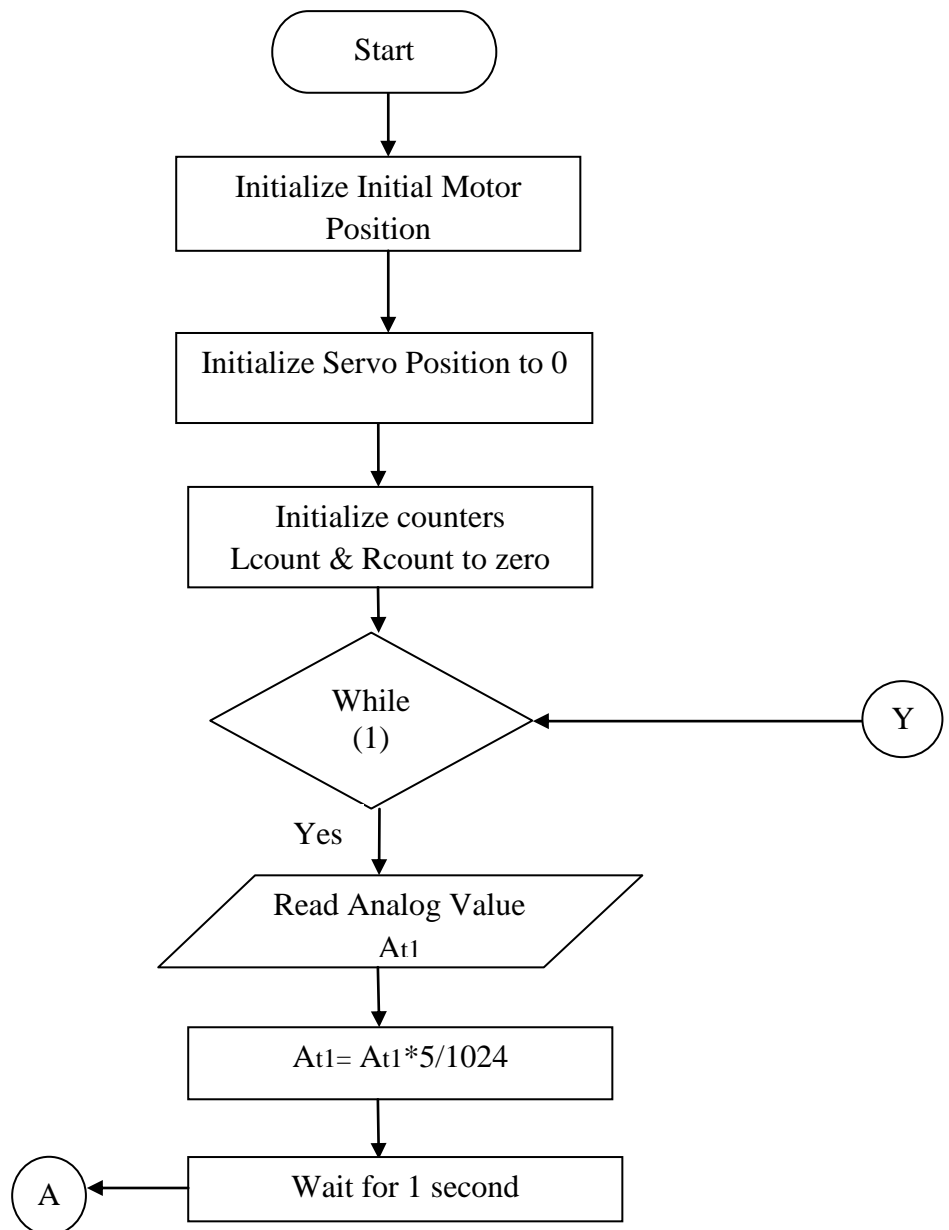 Start
Initialize Initial Motor
Position
Initialize Servo Position to 0
Initialize counters
Lcount & Rcount to zero
While
(1)
Y
Yes
Read Analog Value
At1
At1= At1*5/1024
Wait for 1 second
A